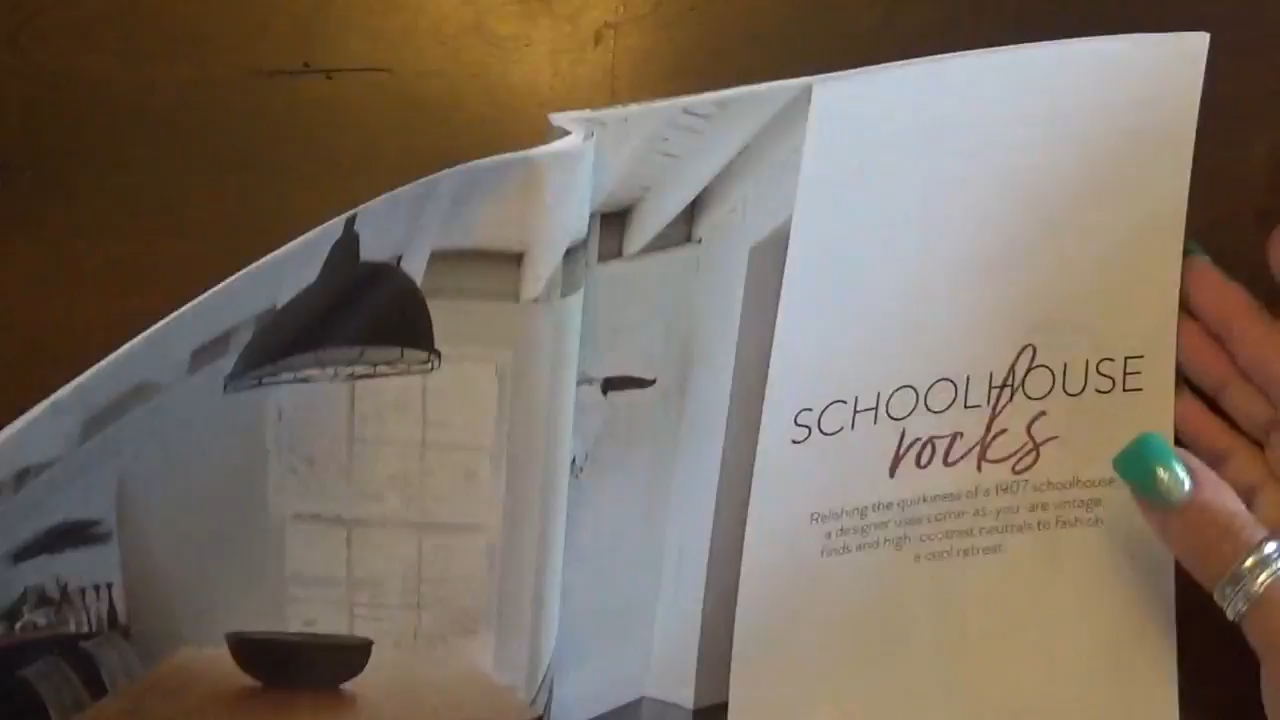 SCHOOLHOUSE
rocks
Relishing the quirkiness of a 1907 schoolhouse,
a designer uses come-as-you-are vintage
finds and high-contrast neutrals to fashion
a cool retreat.